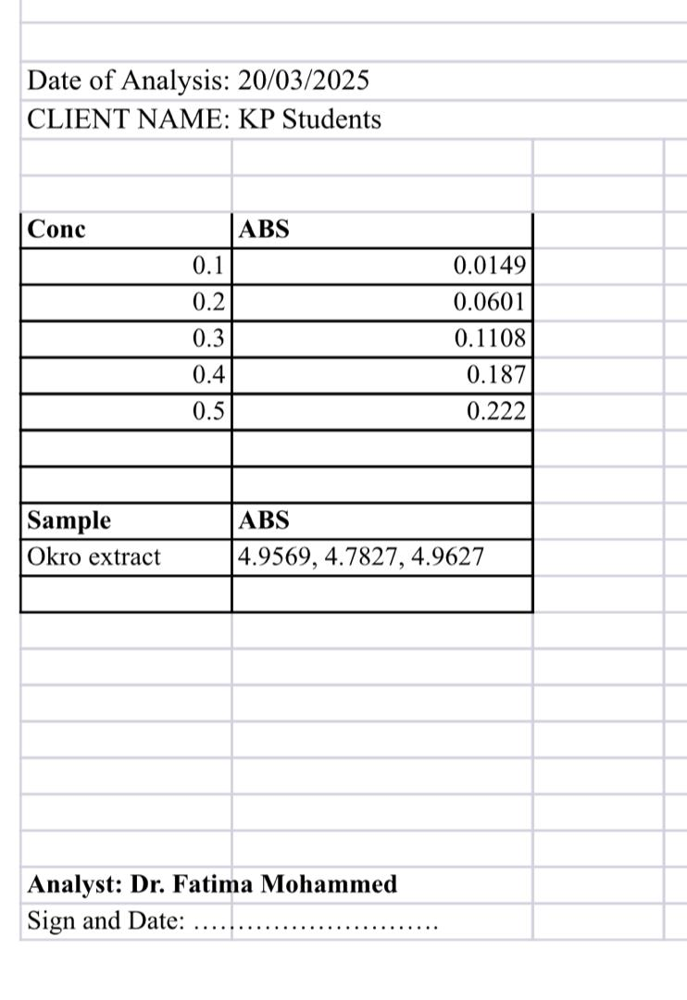 Date of Analysis: 20/03/2025
CLIENT NAME: KP Students
Conc ABS
0.1 0.0149
0.2 0.0601
0.3 0.1108
0.4 0.187
0.5 0.222
Sample ABS
Okro extract 4.9569, 4.7827, 4.9627
Analyst: Dr. Fatima Mohammed
Sign and Date: ............................